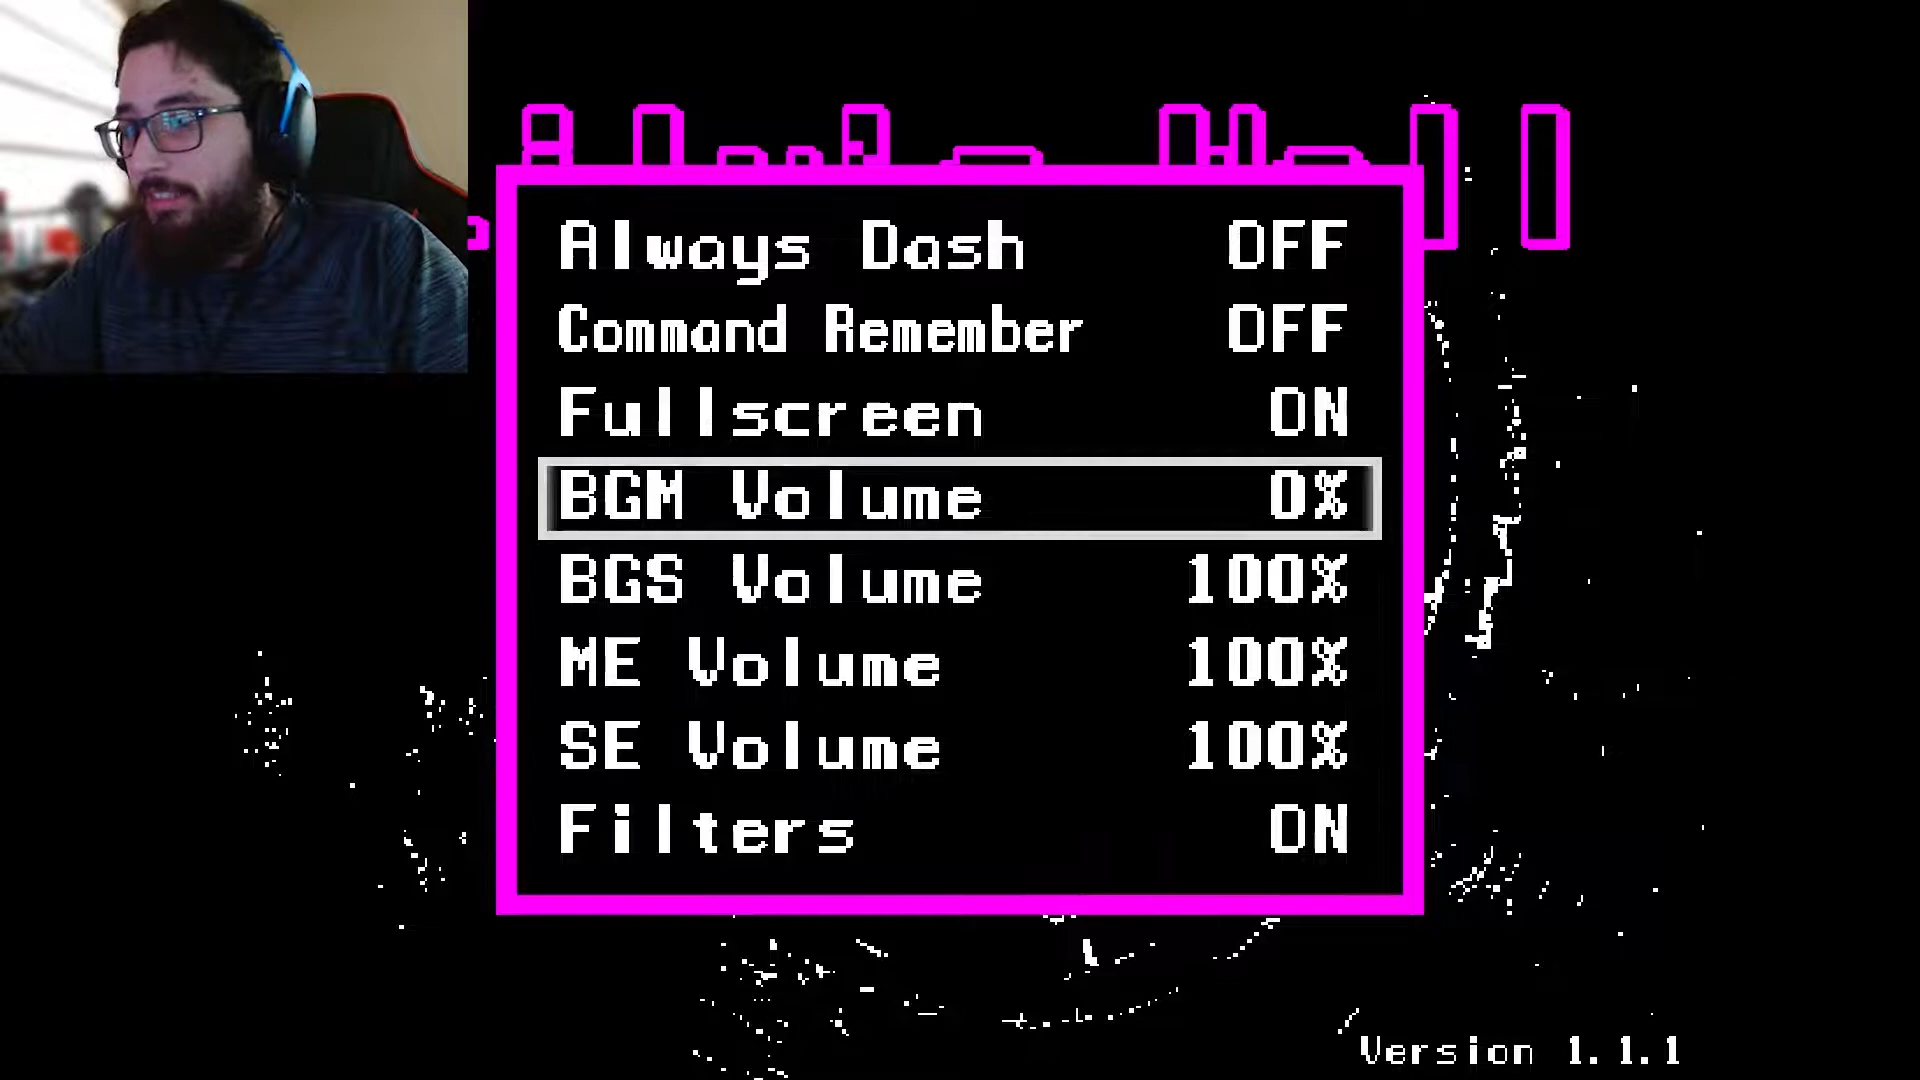 Always Dash OFF
Command Remember OFF
Fullscreen ON
BGM Volume 0%
BGS Volume 100%
ME Volume 100%
SE Volume 100%
Filters ON
Version 1.1.1